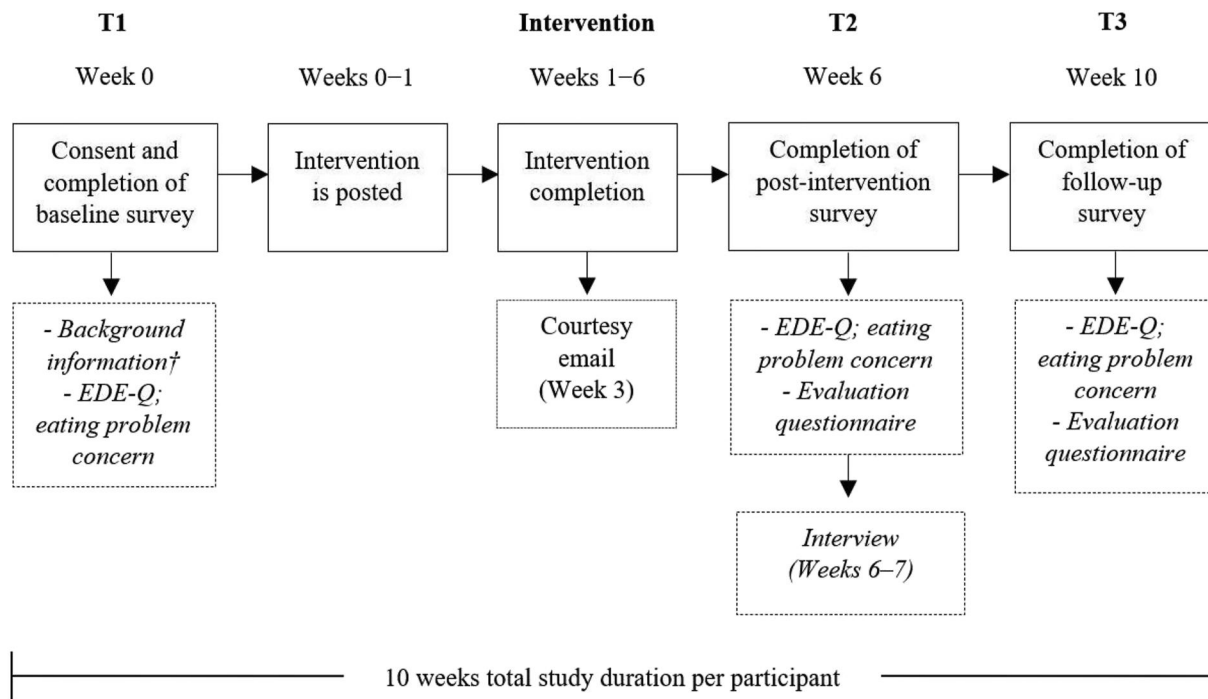 T1
Intervention
T2
T3
Week 0
Weeks 0−1
Weeks 1−6
Week 6
Week 10
Consent and
completion of
baseline survey
Intervention
is posted
Intervention
completion
Completion of
post-intervention
survey
Completion of
follow-up
survey
- Background
information†
- EDE-Q;
eating problem
concern
Courtesy
email
(Week 3)
- EDE-Q; eating
problem concern
- Evaluation
questionnaire
- EDE-Q;
eating problem
concern
- Evaluation
questionnaire
Interview
(Weeks 6–7)
10 weeks total study duration per participant